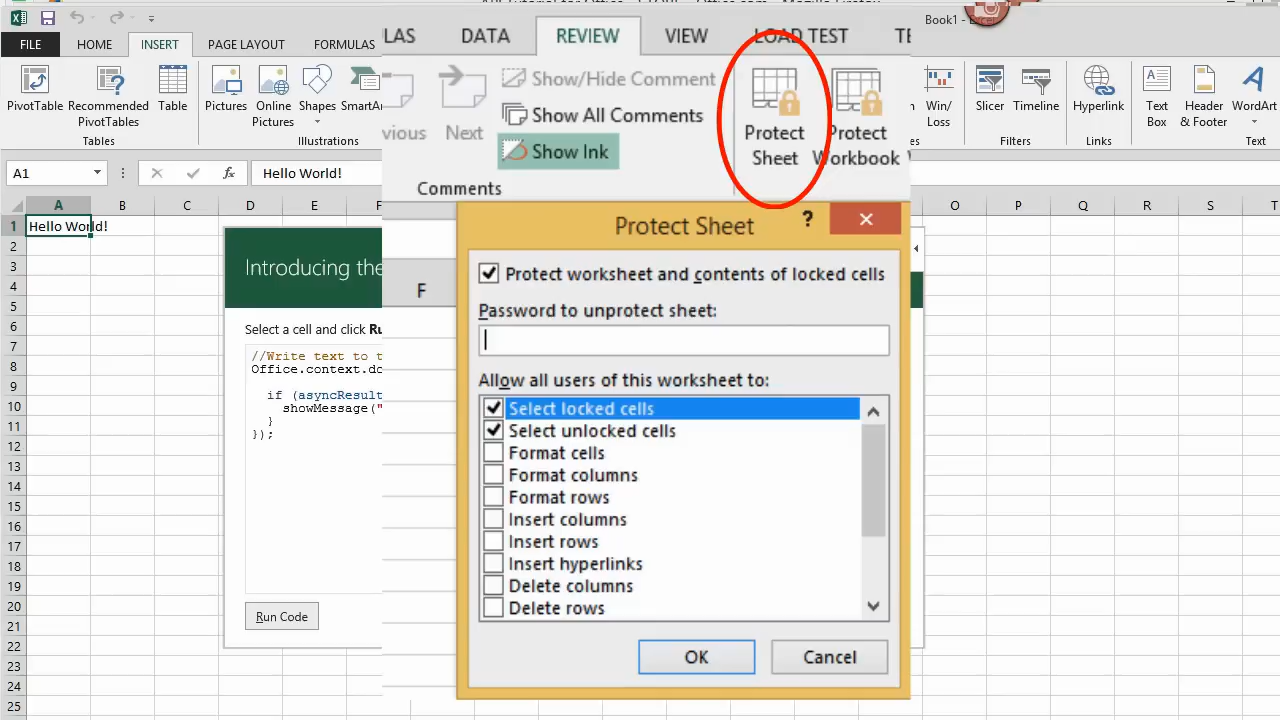 Book1 - Excel
FILE HOME INSERT PAGE LAYOUT FORMULAS
LAS DATA REVIEW VIEW LOAD TEST TE
PivotTable Recommended PivotTables Table
Tables
Pictures Online Pictures Shapes SmartAr
Illustrations
vious Next
Show/Hide Comment
Show All Comments
Show Ink
Comments
Protect Sheet
Protect Workbook
Win/ Loss
Slicer Timeline
Filters
Hyperlink
Links
Text Box Header & Footer WordArt
Text
A1 fx Hello World!
A B C D E F O P Q R S T
1 Hello World!
2
3
4
5
6
7
8
9
10
11
12
13
14
15
16
17
18
19
20
21
22
23
24
25
Introducing the
Select a cell and click Ru
//Write text to t
Office.context.do
if (asyncResult
showMessage("
}
});
Run Code
F
Protect Sheet ?
Protect worksheet and contents of locked cells
Password to unprotect sheet:
Allow all users of this worksheet to:
Select locked cells
Select unlocked cells
Format cells
Format columns
Format rows
Insert columns
Insert rows
Insert hyperlinks
Delete columns
Delete rows
OK Cancel